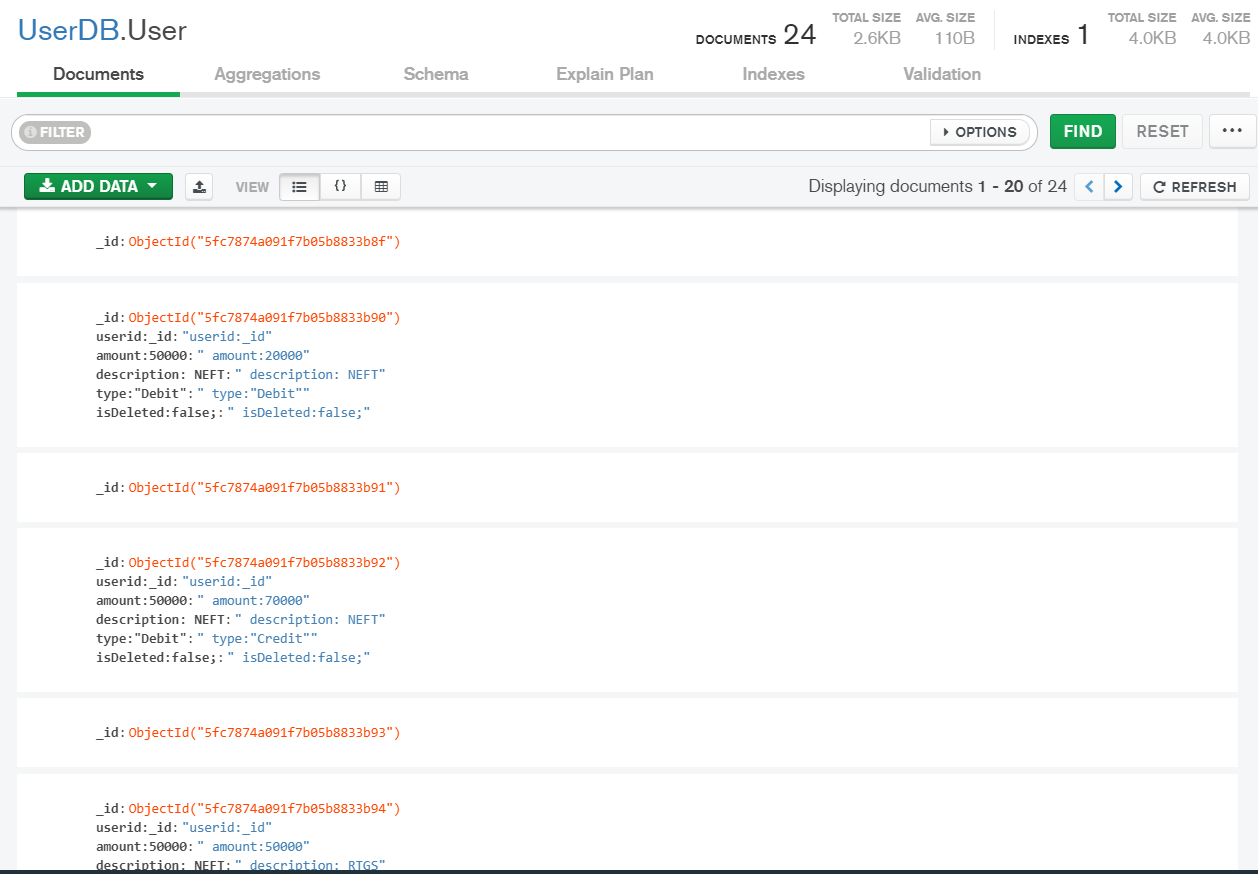 UserDB.User
DOCUMENTS 24 TOTAL SIZE 2.6KB AVG. SIZE 110B INDEXES 1 TOTAL SIZE 4.0KB AVG. SIZE 4.0KB
Documents Aggregations Schema Explain Plan Indexes Validation
FILTER OPTIONS FIND RESET ...
ADD DATA VIEW {} Displaying documents 1 - 20 of 24 < > REFRESH
_id: ObjectId("5fc7874a091f7b05b8833b8f")
_id: ObjectId("5fc7874a091f7b05b8833b90")
userid:_id: "userid:_id"
amount:50000: " amount:20000"
description: NEFT: " description: NEFT"
type:"Debit": " type:"Debit""
isDeleted:false;: " isDeleted:false;"
_id: ObjectId("5fc7874a091f7b05b8833b91")
_id: ObjectId("5fc7874a091f7b05b8833b92")
userid:_id: "userid:_id"
amount:50000: " amount:70000"
description: NEFT: " description: NEFT"
type:"Debit": " type:"Credit""
isDeleted:false;: " isDeleted:false;"
_id: ObjectId("5fc7874a091f7b05b8833b93")
_id: ObjectId("5fc7874a091f7b05b8833b94")
userid:_id: "userid:_id"
amount:50000: " amount:50000"
description: NEFT: " description: RTGS"